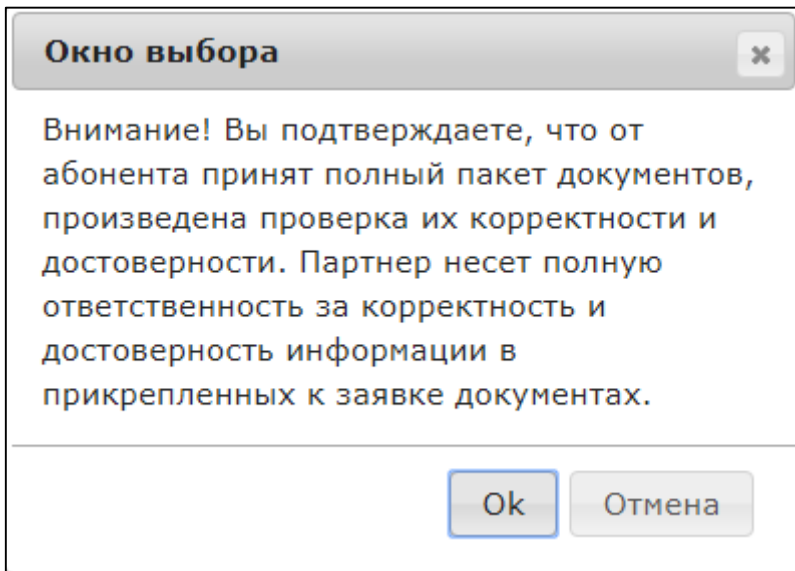 Окно выбора
Внимание! Вы подтверждаете, что от
абонента принят полный пакет документов,
произведена проверка их корректности и
достоверности. Партнер несет полную
ответственность за корректность и
достоверность информации в
прикрепленных к заявке документах.
Ok Отмена